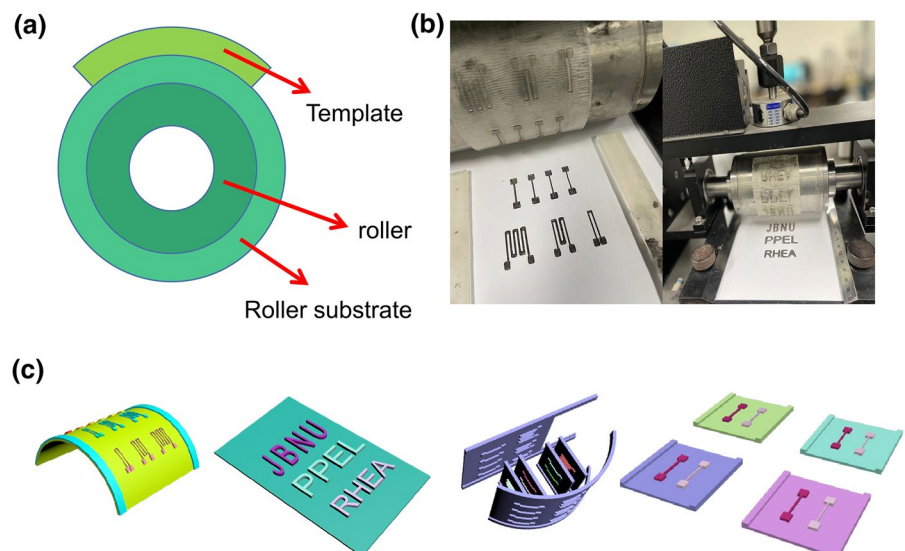 (a)
Template
roller
Roller substrate
(b)
JBNU
PPEL
RHEA
(c)
JBNU
PPEL
RHEA